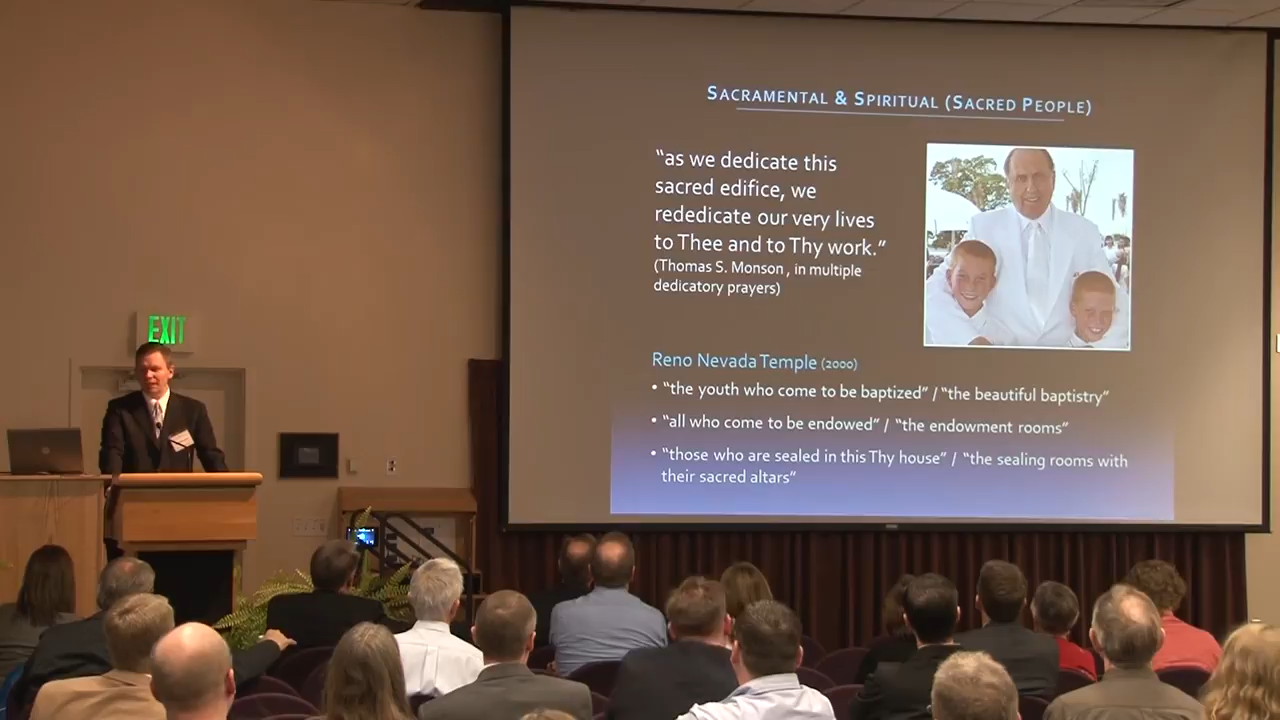 EXIT
SACRAMENTAL & SPIRITUAL (SACRED PEOPLE)
“as we dedicate this
sacred edifice, we
rededicate our very lives
to Thee and to Thy work.”
(Thomas S. Monson , in multiple
dedicatory prayers)
Reno Nevada Temple (2000)
• “the youth who come to be baptized” / “the beautiful baptistry”
• “all who come to be endowed” / “the endowment rooms”
• “those who are sealed in this Thy house” / “the sealing rooms with
their sacred altars”